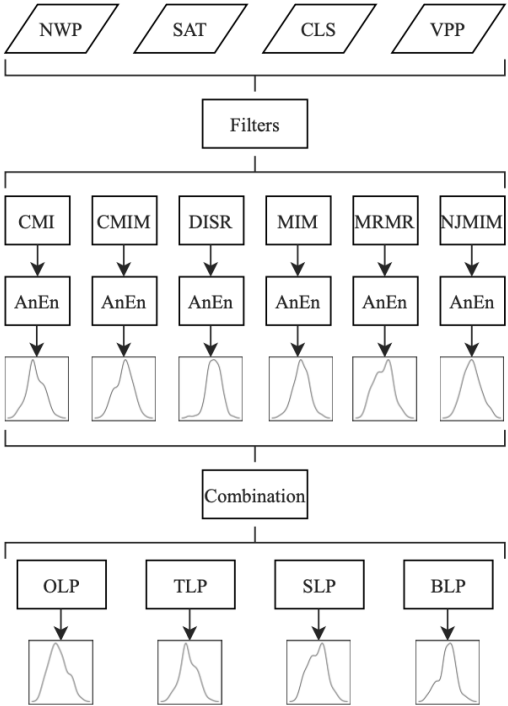 NWP SAT CLS VPP
Filters
CMI CMIM DISR MIM MRMR NJMIM
AnEn AnEn AnEn AnEn AnEn AnEn
Combination
OLP TLP SLP BLP